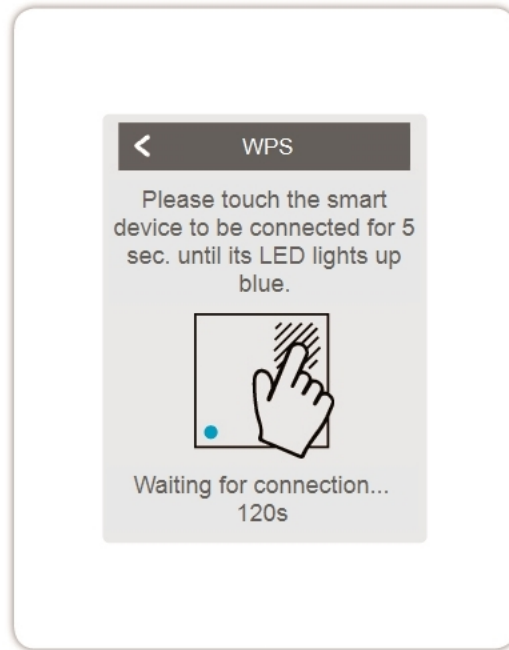 WPS
Please touch the smart
device to be connected for 5
sec. until its LED lights up
blue.
Waiting for connection...
120s